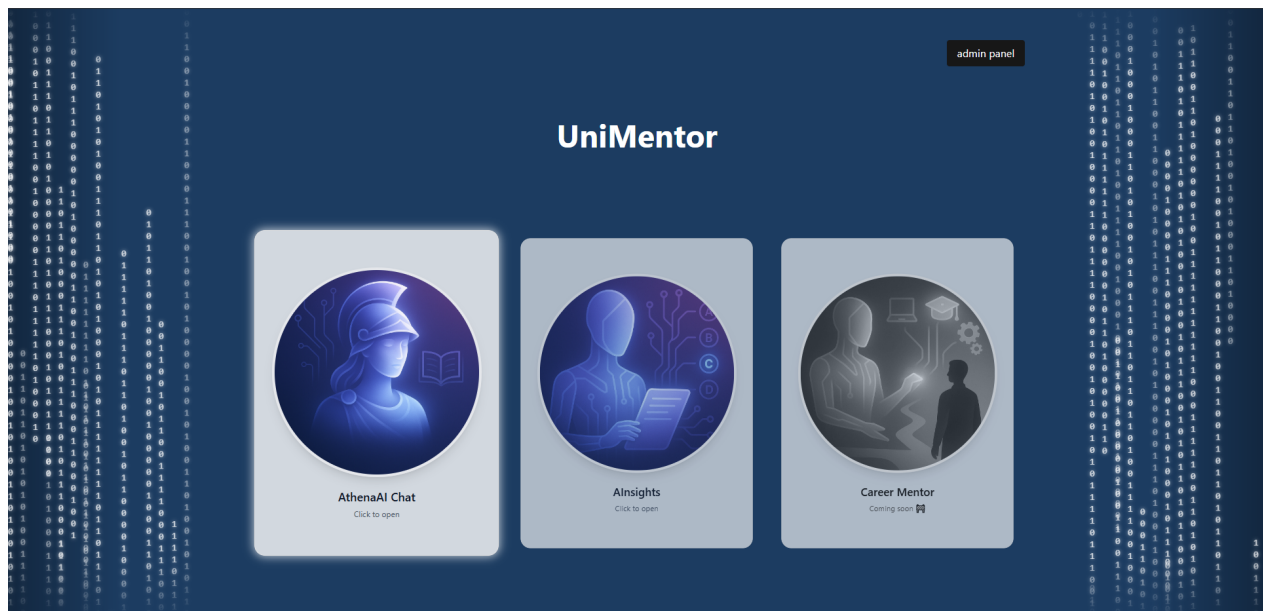 admin panel
UniMentor
AthenaAI Chat
Click to open
AInsights
Click to open
Career Mentor
Coming soon 🚧
A
B
C
D